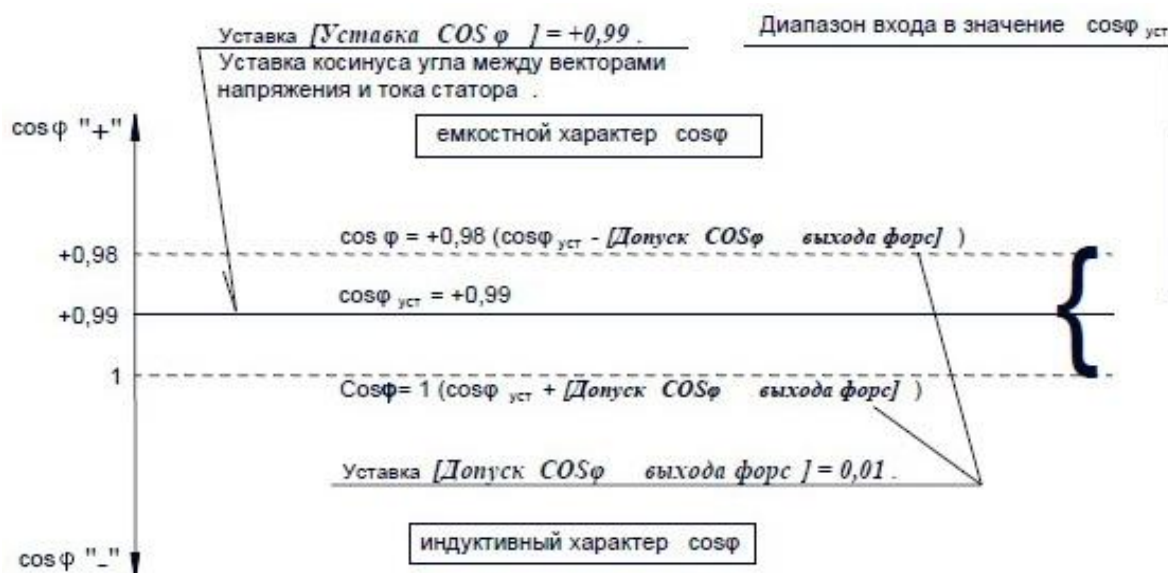 Уставка [Уставка COS φ ] = +0,99 .
Диапазон входа в значение cosφ уст
Уставка косинуса угла между векторами
напряжения и тока статора .
cos φ "+"
емкостной характер cosφ
cos φ = +0,98 (cosφ уст - [Допуск COSφ выхода форс] )
+0,98
cosφ уст = +0,99
+0,99
1
Cosφ= 1 (cosφ уст + [Допуск COSφ выхода форс] )
Уставка [Допуск COSφ выхода форс ] = 0,01 .
индуктивный характер cosφ
cos φ "-"